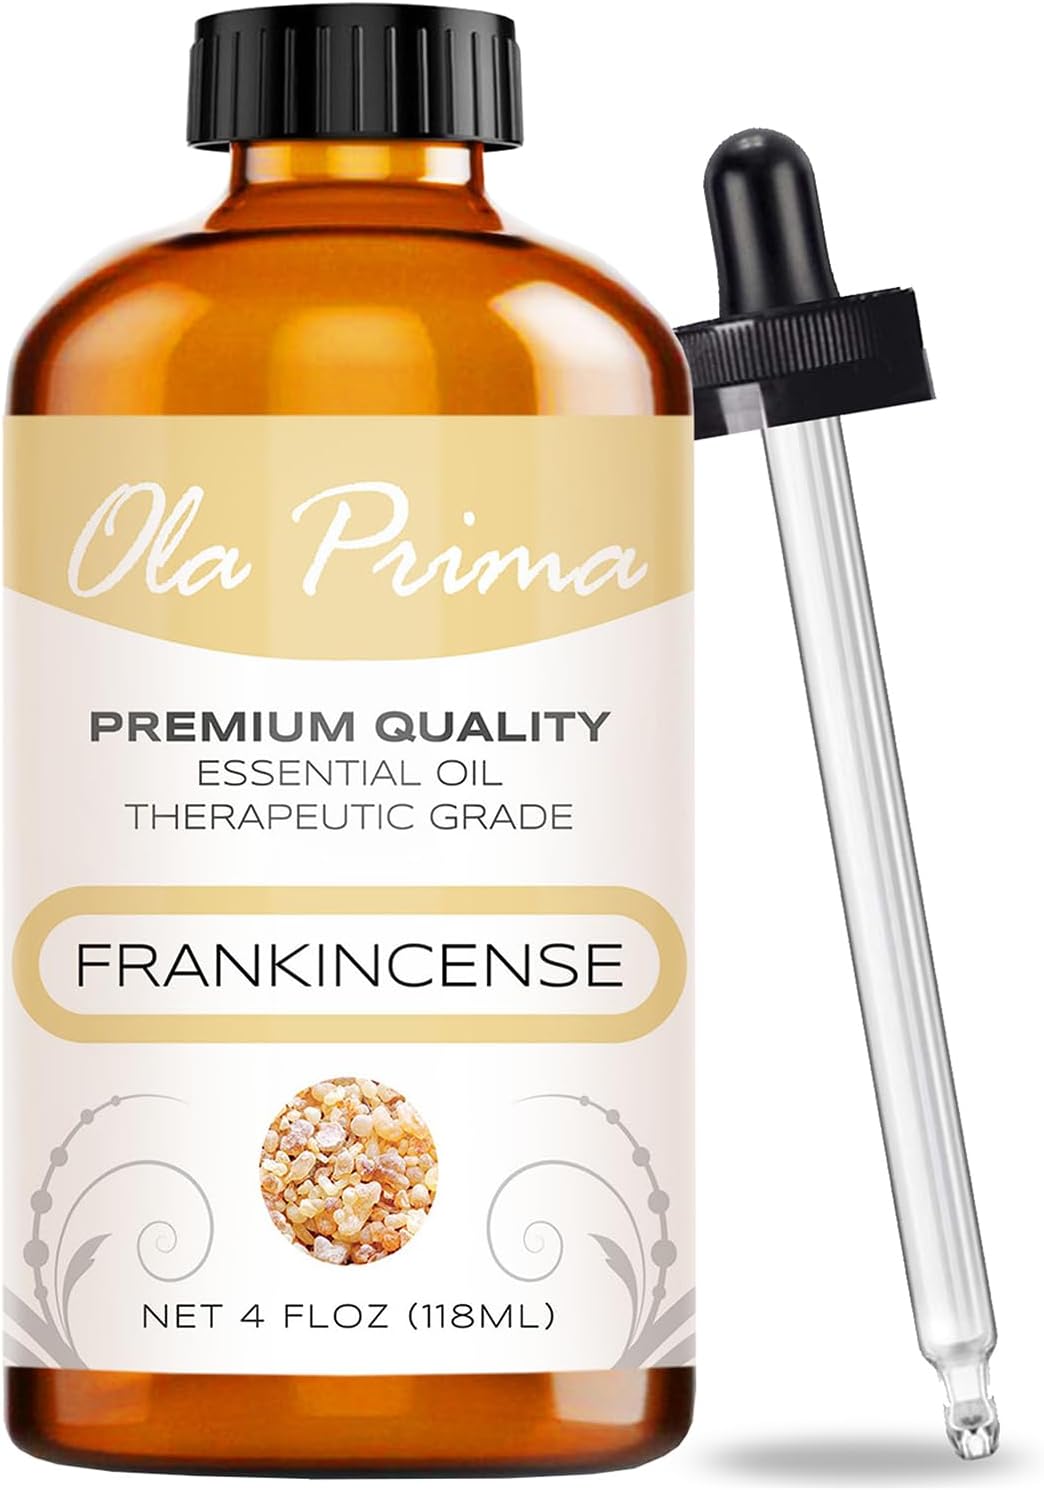 Ola Prima
PREMIUM QUALITY
ESSENTIAL OIL
THERAPEUTIC GRADE
FRANKINCENSE
NET 4 FLOZ (118ML)